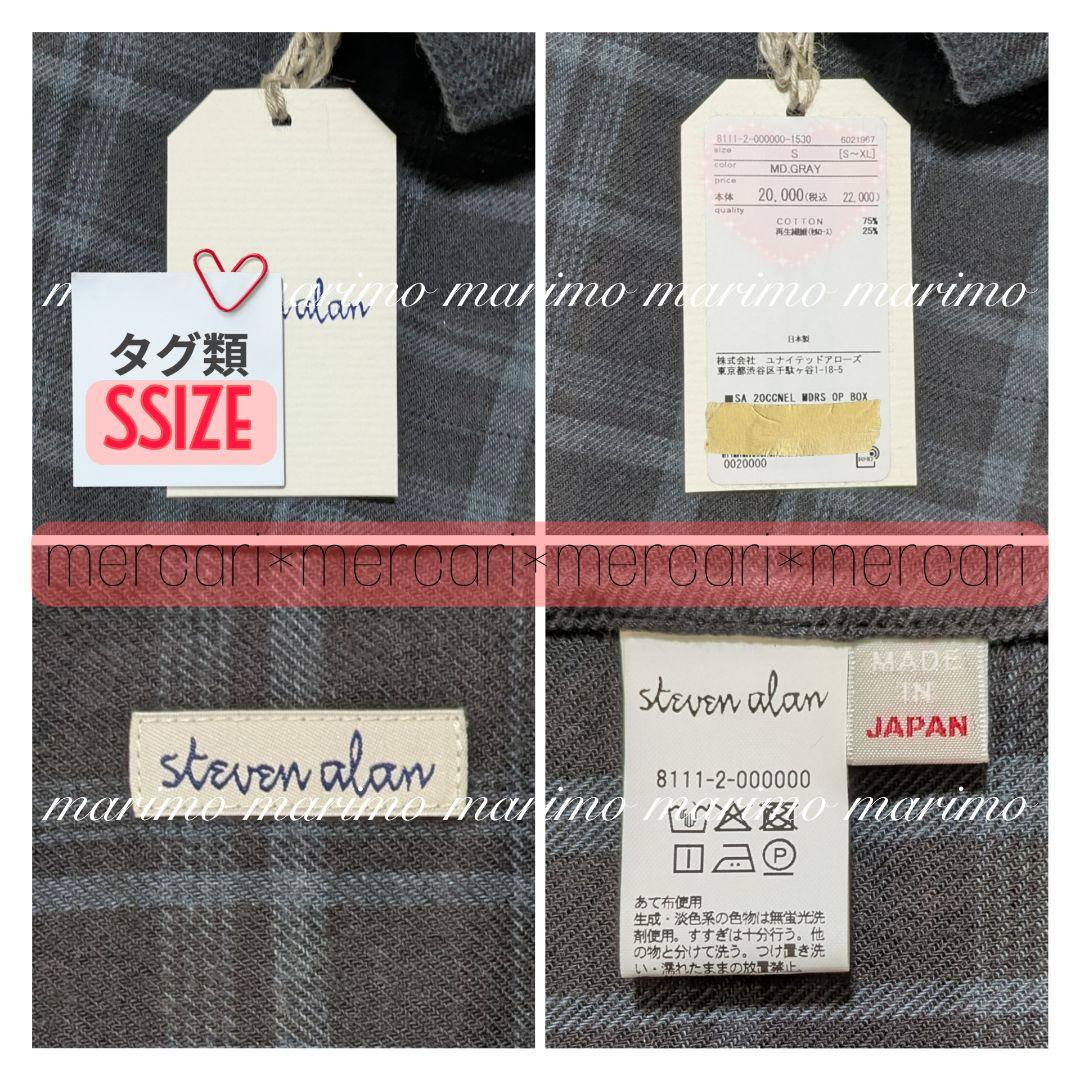 8111-2-000000-1530 6021967
size S [S～XL]
color MD.GRAY
price
本体 20,000(税込 22,000)
quality
COTTON 75%
再生繊維(セルロース) 25%
alan
marimo marimo marimo marimo
タグ類
SSIZE
日本製
株式会社 ユナイテッドアローズ
東京都渋谷区千駄ヶ谷1-18-5
■SA 20CCNEL MDRS OP BOX
0020000
mercari*mercari*mercari*mercari
steven alan
MADE
IN
JAPAN
steven alan
8111-2-000000
marimo marimo marimo marimo
あて布使用
生成・淡色系の色物は無蛍光洗
剤使用。すすぎは十分行う。他
の物と分けて洗う。つけ置き洗
い・濡れたままの放置禁止。